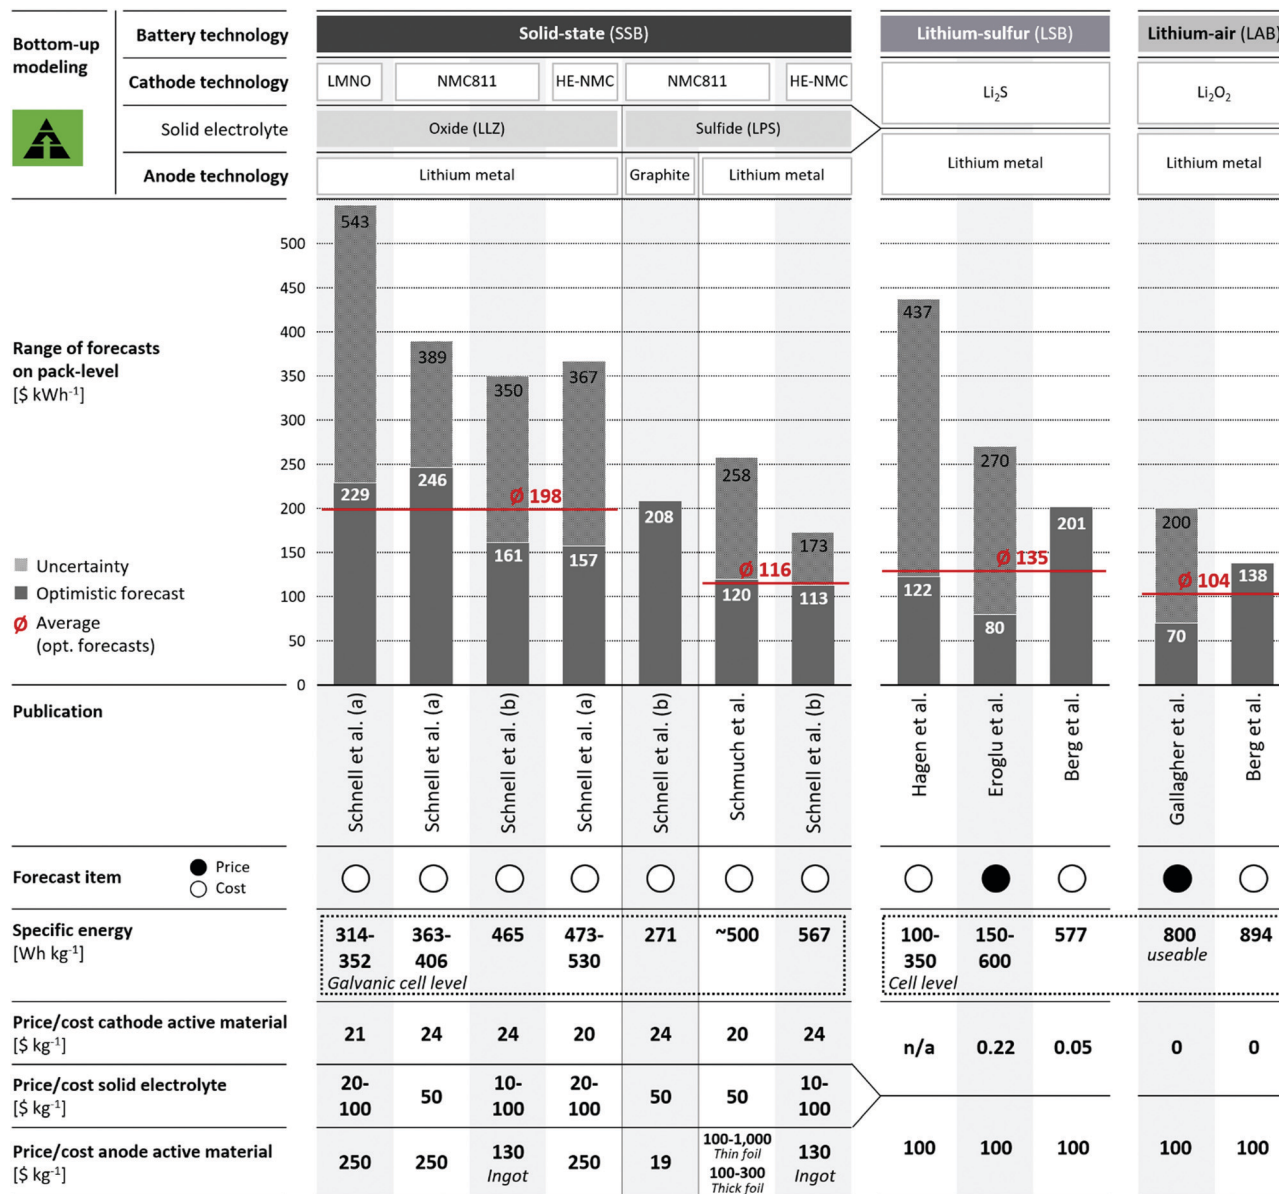 Bottom-up
modeling
Battery technology
Solid-state (SSB)
Lithium-sulfur (LSB)
Lithium-air (LAB)
Cathode technology
LMNO
NMC811
HE-NMC
NMC811
HE-NMC
Li₂S
Li₂O₂
Solid electrolyte
Oxide (LLZ)
Sulfide (LPS)
Anode technology
Lithium metal
Graphite
Lithium metal
Lithium metal
Lithium metal
Range of forecasts
on pack-level
[$ kWh⁻¹]
Uncertainty
Optimistic forecast
Ø Average
(opt. forecasts)
500
450
400
350
300
250
200
150
100
50
0
543
229
389
246
350
161
367
157
Ø 198
208
258
120
173
113
Ø 116
437
122
270
80
201
Ø 135
200
70
138
Ø 104
Publication
Schnell et al. (a)
Schnell et al. (a)
Schnell et al. (b)
Schnell et al. (a)
Schnell et al. (b)
Schmuch et al.
Schnell et al. (b)
Hagen et al.
Eroglu et al.
Berg et al.
Gallagher et al.
Berg et al.
Forecast item
Price
Cost
Specific energy
[Wh kg⁻¹]
314-
352
363-
406
465
473-
530
271
~500
567
Galvanic cell level
100-
350
150-
600
577
800
useable
894
Cell level
Price/cost cathode active material
[$ kg⁻¹]
21
24
24
20
24
20
24
n/a
0.22
0.05
0
0
Price/cost solid electrolyte
[$ kg⁻¹]
20-
100
50
10-
100
20-
100
50
50
10-
100
Price/cost anode active material
[$ kg⁻¹]
250
250
130
Ingot
250
19
100-1,000
Thin foil
100-300
Thick foil
130
Ingot
100
100
100
100
100